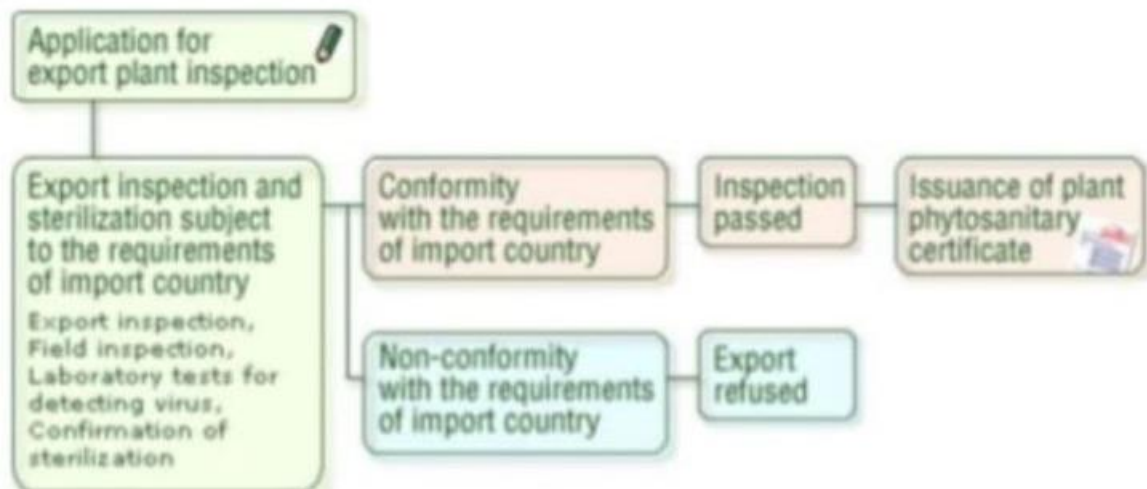 Application for
export plant inspection
Export inspection and
sterilization subject
to the requirements
of import country
Export inspection,
Field inspection,
Laboratory tests for
detecting virus,
Confirmation of
sterilization
Conformity
with the requirements
of import country
Inspection
passed
Issuance of plant
phytosanitary
certificate
Non-conformity
with the requirements
of import country
Export
refused